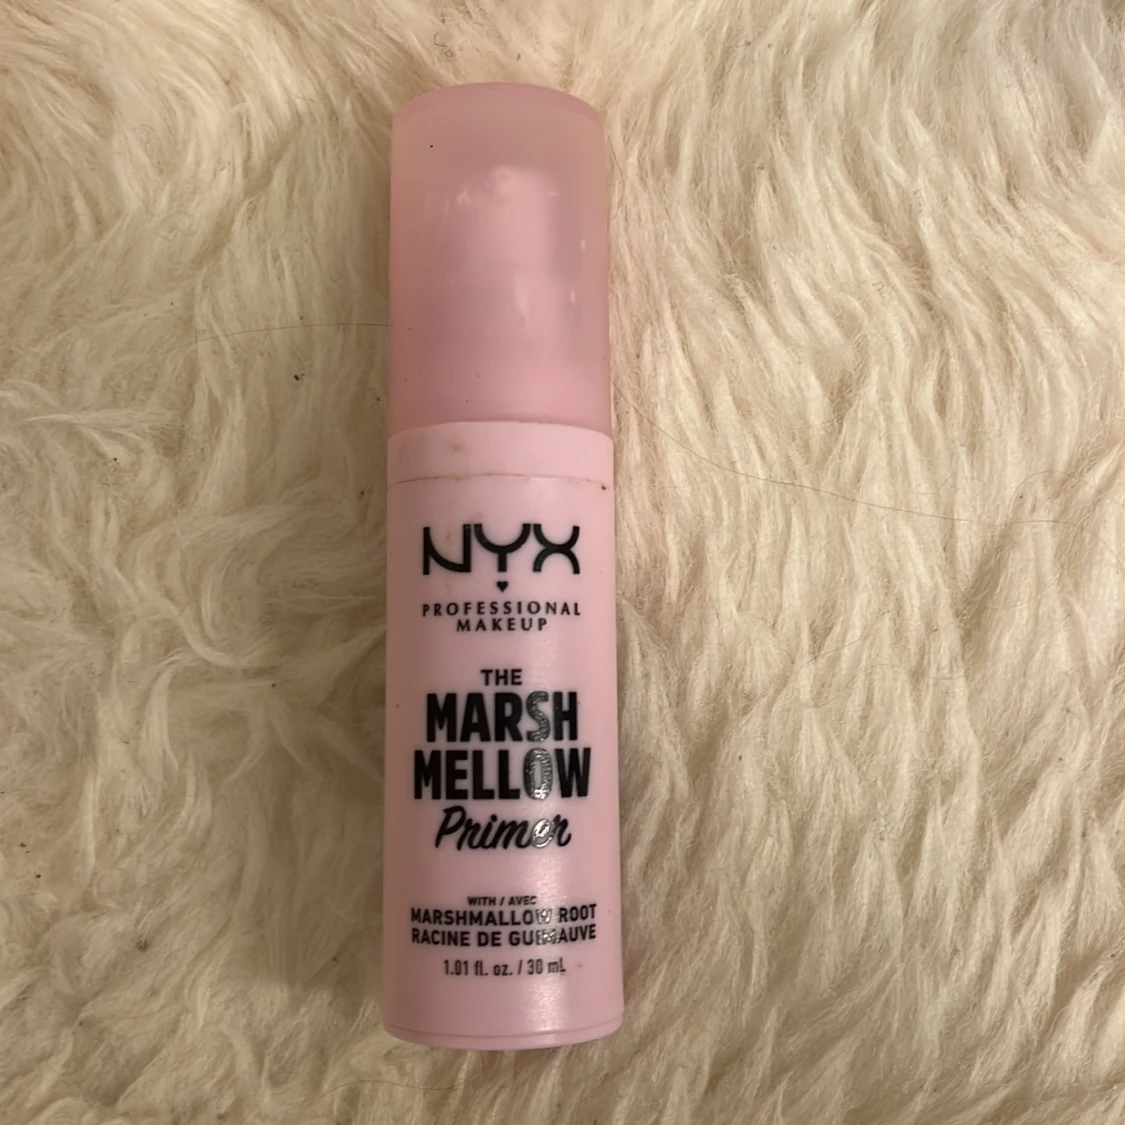 NYX
PROFESSIONAL
MAKEUP
THE
MARSH
MELLOW
Primer
WITH / AVEC
MARSHMALLOW ROOT
RACINE DE GUIMAUVE
1.01 fl. oz. / 30 mL